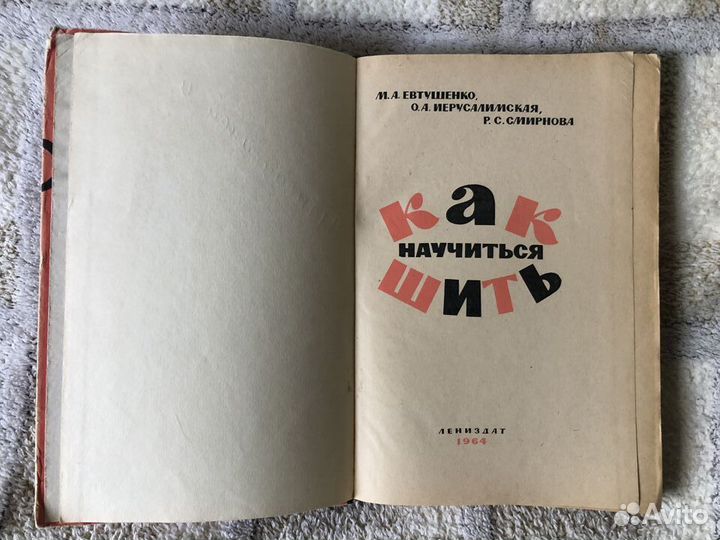 М.А. ЕВТУШЕНКО,
О.А. ИЕРУСАЛИМСКАЯ,
Р.С. СМИРНОВА
КАК
НАУЧИТЬСЯ
ШИТЬ
ЛЕНИЗДАТ
1964
Avito